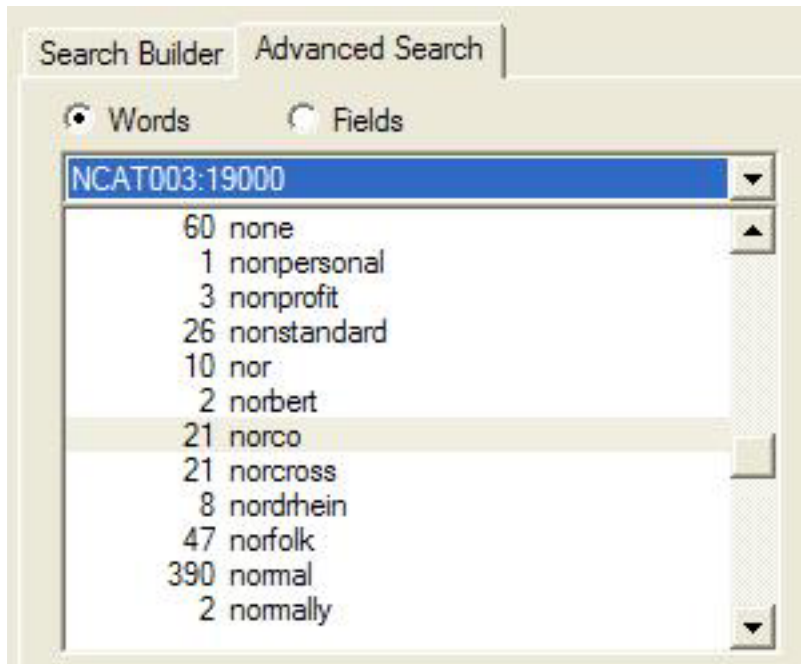 Search Builder Advanced Search
Words Fields
NCAT003:19000
60 none
1 nonpersonal
3 nonprofit
26 nonstandard
10 nor
2 norbert
21 norco
21 norcross
8 nordrhein
47 norfolk
390 normal
2 normally